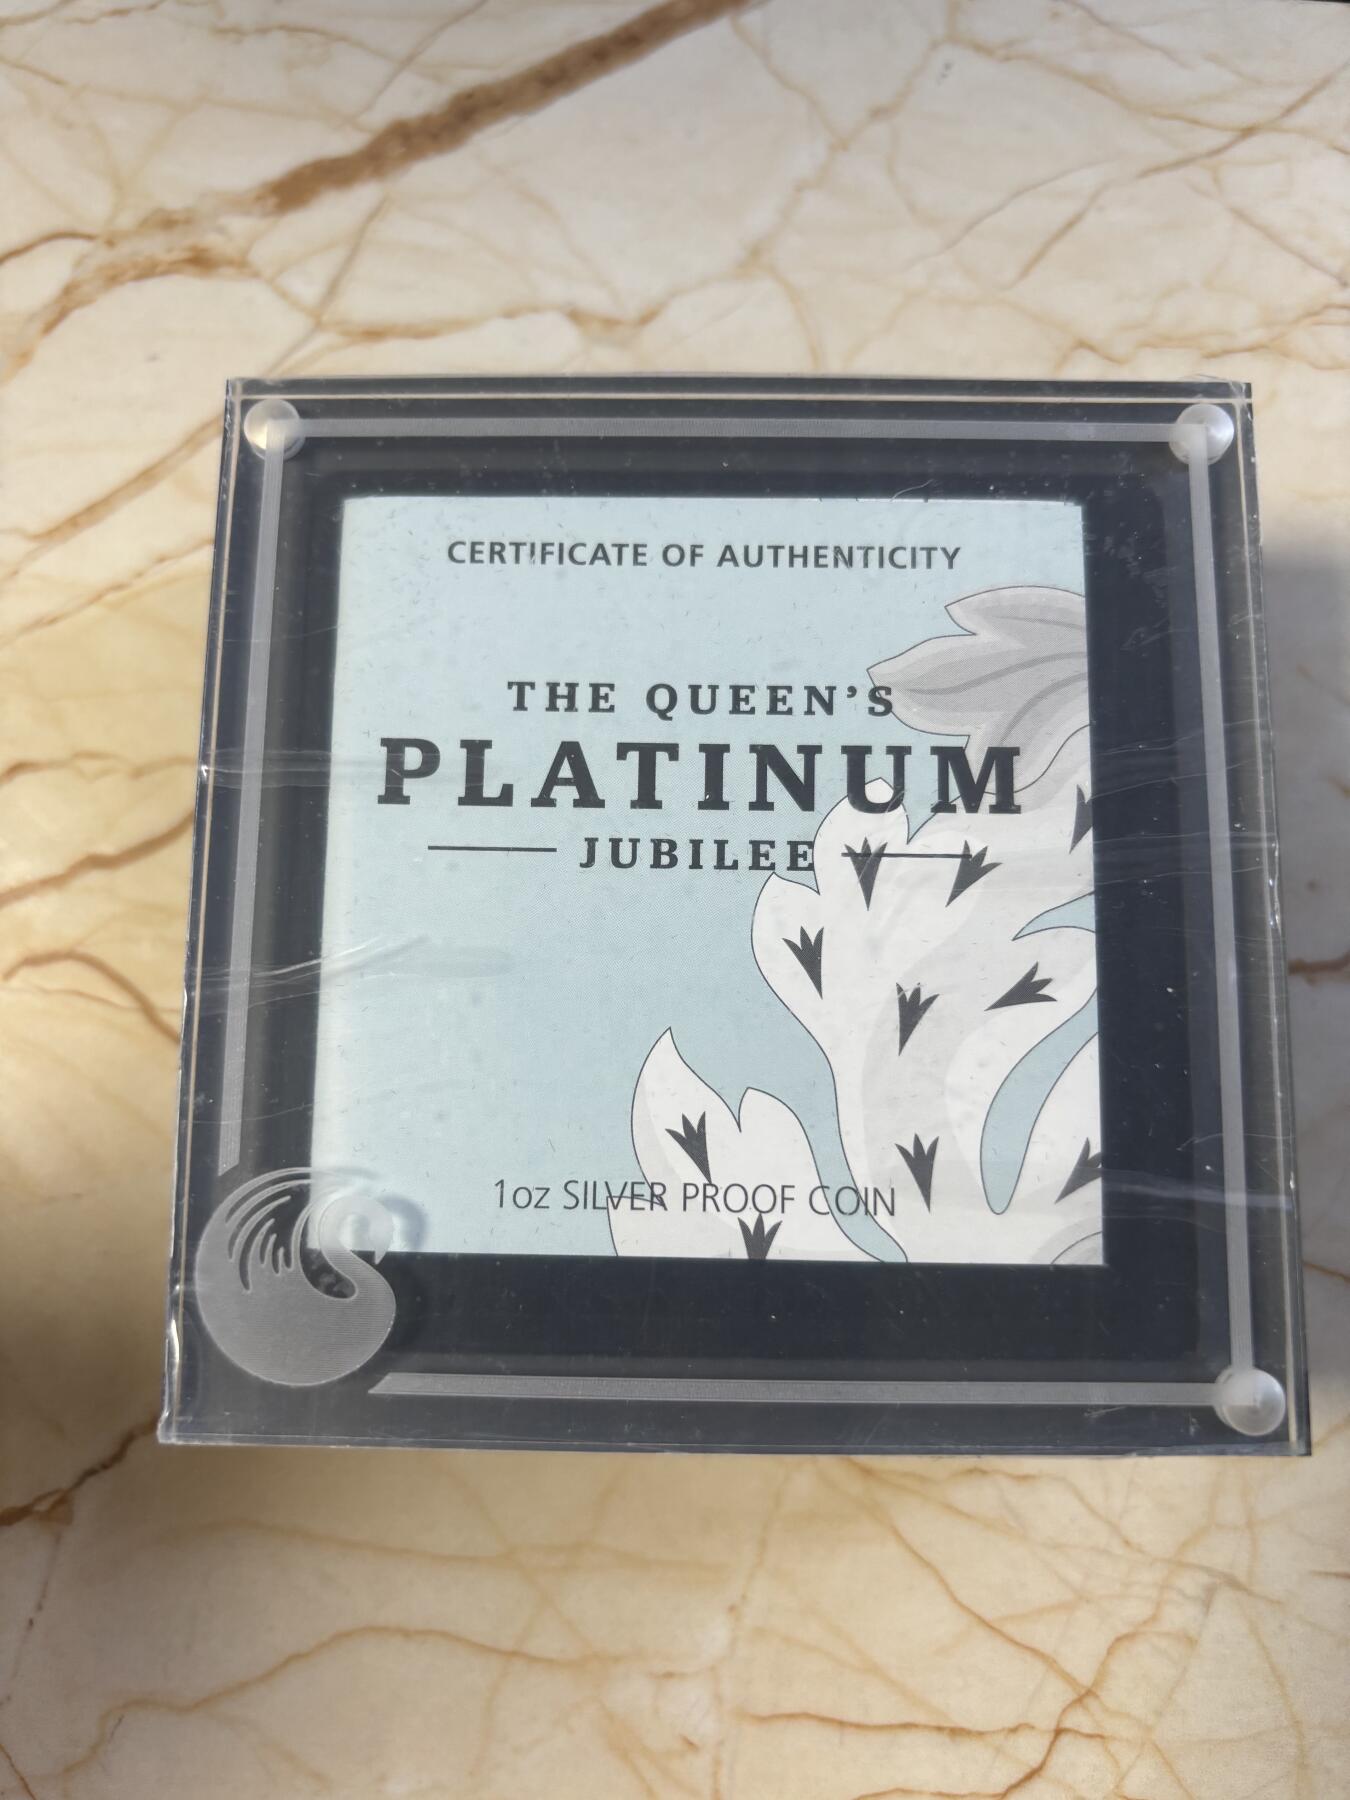 CERTIFICATE OF AUTHENTICITY
THE QUEEN'S
PLATINUM
JUBILEE
1oz SILVER PROOF COIN